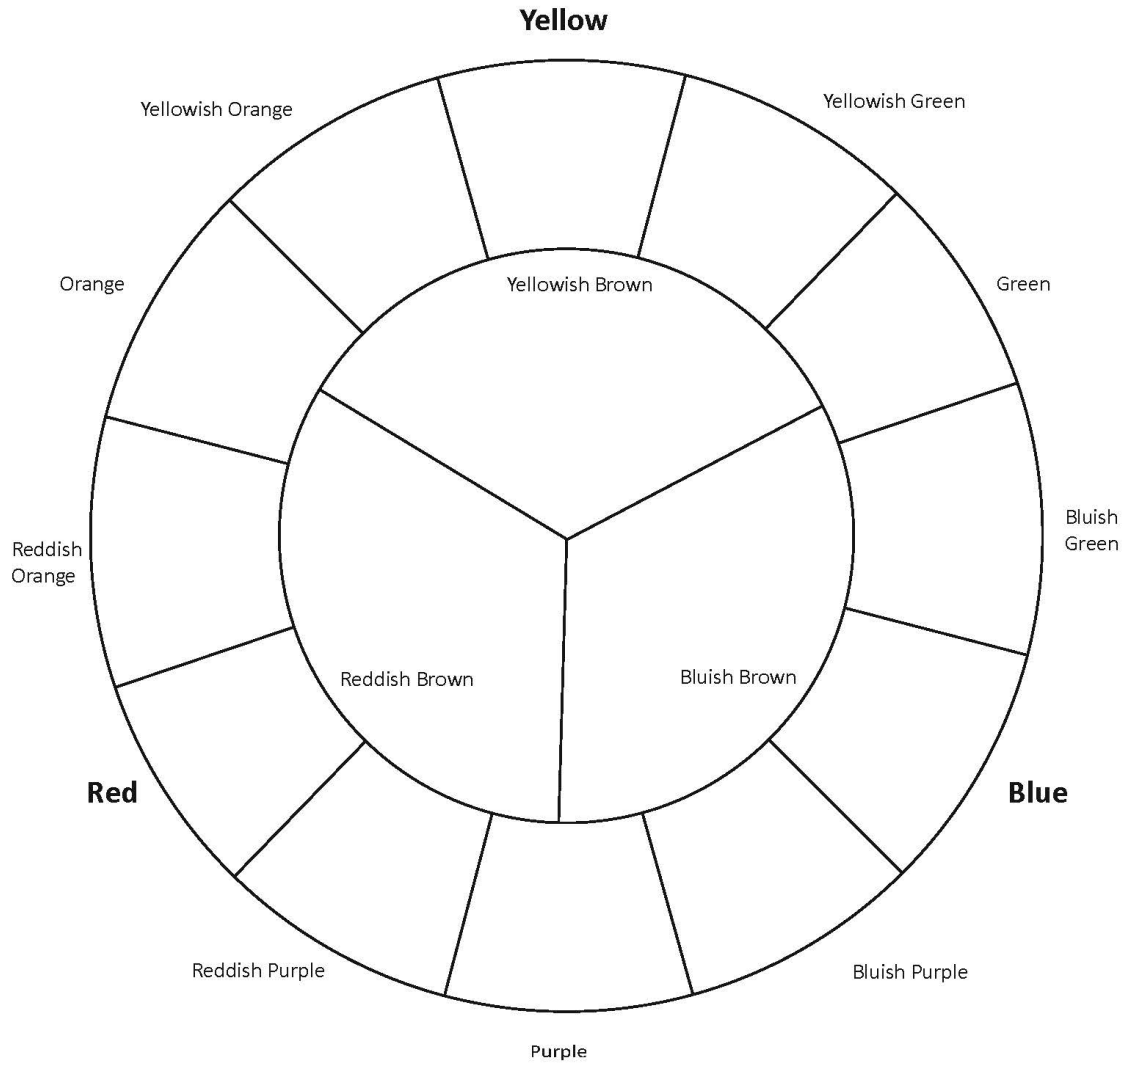 Yellow
Yellowish Orange
Yellowish Green
Orange
Yellowish Brown
Green
Reddish
Orange
Bluish
Green
Reddish Brown
Bluish Brown
Red
Blue
Reddish Purple
Bluish Purple
Purple